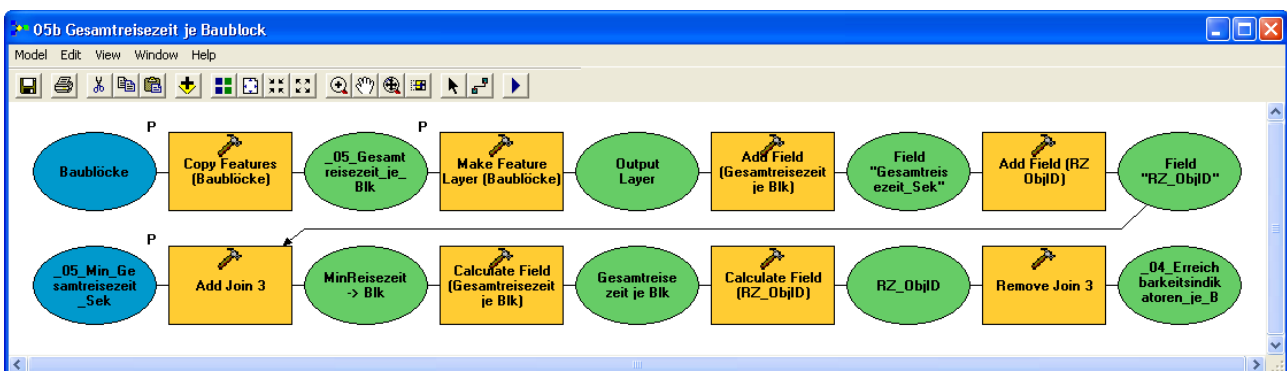 05b Gesamtreisezeit je Baublock
Model Edit View Window Help
P
P
Baublöcke
Copy Features
(Baublöcke)
_05_Gesamt
reisezeit_je_
Blk
Make Feature
Layer (Baublöcke)
Output
Layer
Add Field
(Gesamtreisezeit
je Blk)
Field
"Gesamtreis
ezeit_Sek"
Add Field (RZ
ObjID)
Field
"RZ_ObjID"
P
_05_Min_Ge
samtreisezeit
_Sek
Add Join 3
MinReisezeit
-> Blk
Calculate Field
(Gesamtreisezeit
je Blk)
Gesamtreise
zeit je Blk
Calculate Field
(RZ_ObjID)
RZ_ObjID
Remove Join 3
_04_Erreich
barkeitsindik
atoren_je_B